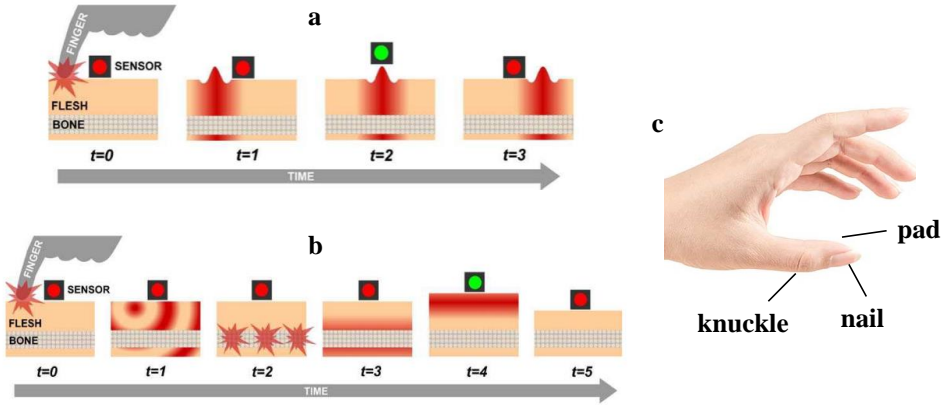 a
FINGER
SENSOR
FLESH
BONE
t=0
t=1
t=2
t=3
TIME
b
FINGER
SENSOR
FLESH
BONE
t=0
t=1
t=2
t=3
t=4
t=5
TIME
c
pad
knuckle
nail